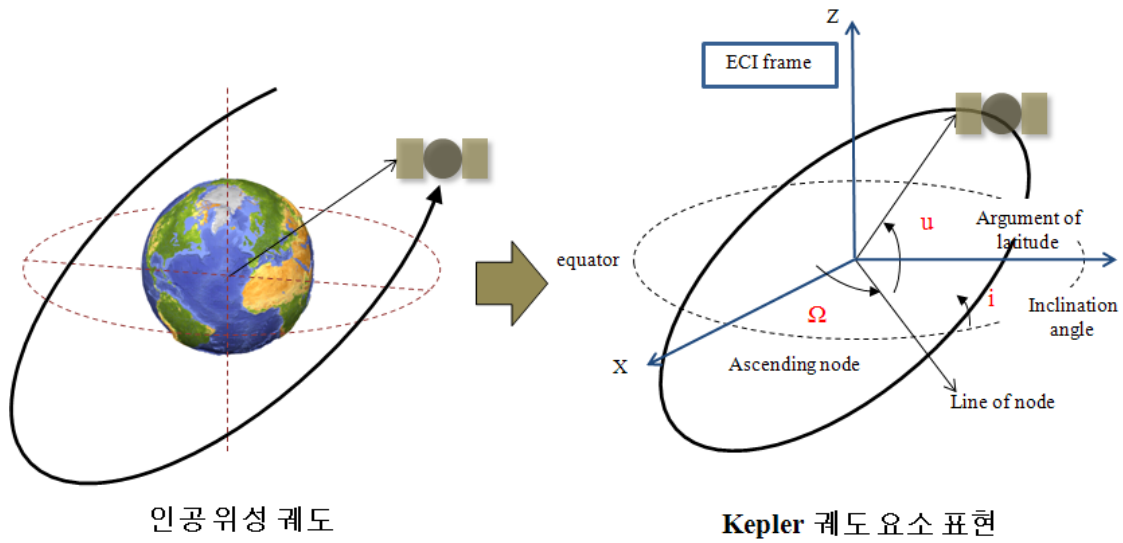 Z
ECI frame
u
Argument of
latitude
equator
i
Inclination
angle
Ω
X
Ascending node
Line of node
인공위성 궤도
Kepler 궤도 요소 표현